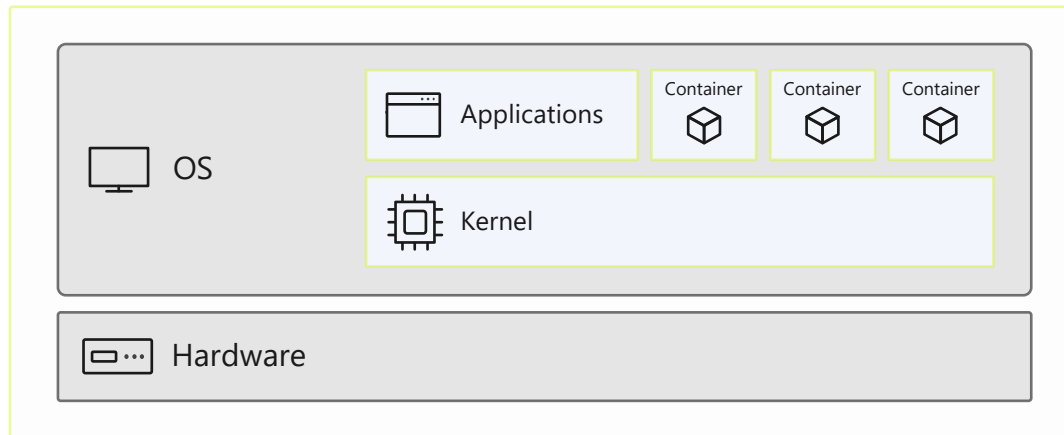 Container
Container
Container
Applications
OS
Kernel
Hardware